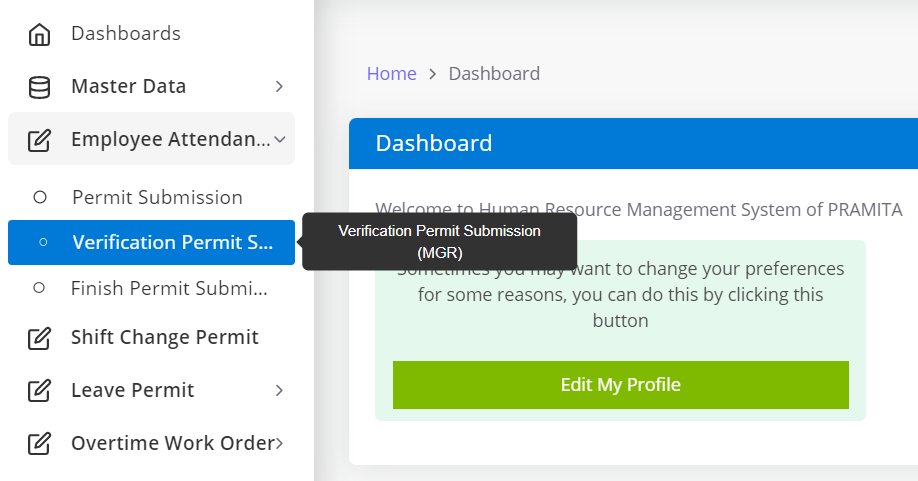 Dashboards
Master Data
Employee Attendan...
Permit Submission
Verification Permit S...
Finish Permit Submi...
Shift Change Permit
Leave Permit
Overtime Work Order
Verification Permit Submission
(MGR)
Home > Dashboard
Dashboard
Welcome to Human Resource Management System of PRAMITA
Sometimes you may want to change your preferences
for some reasons, you can do this by clicking this
button
Edit My Profile